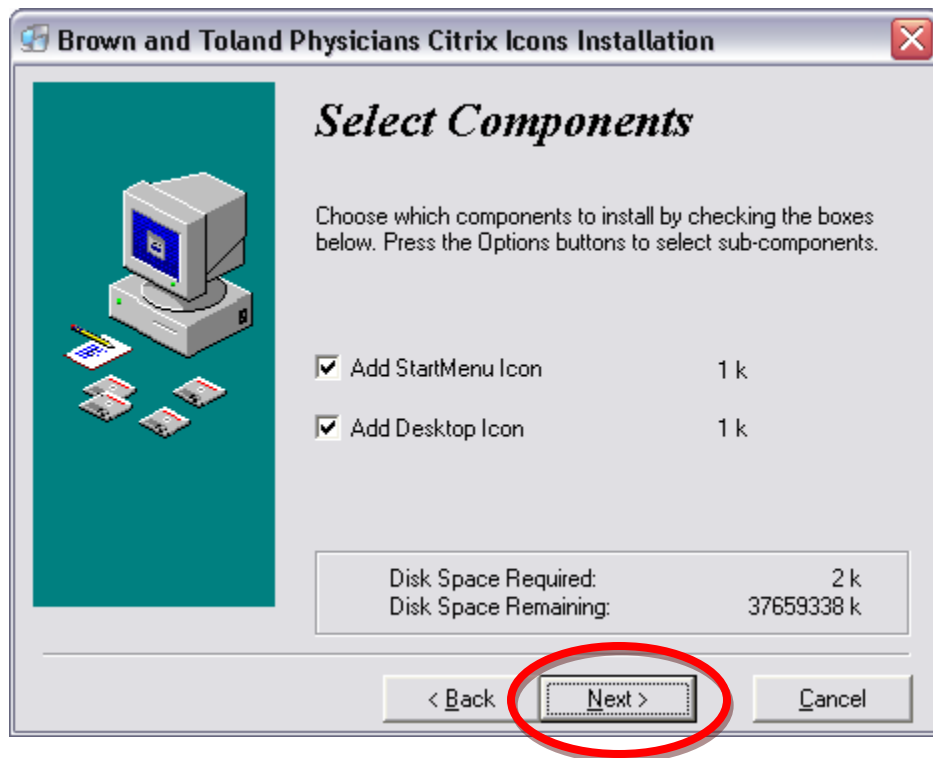 Brown and Toland Physicians Citrix Icons Installation
Select Components
Choose which components to install by checking the boxes
below. Press the Options buttons to select sub-components.
Add StartMenu Icon 1 k
Add Desktop Icon 1 k
Disk Space Required: 2 k
Disk Space Remaining: 37659338 k
< Back Next > Cancel